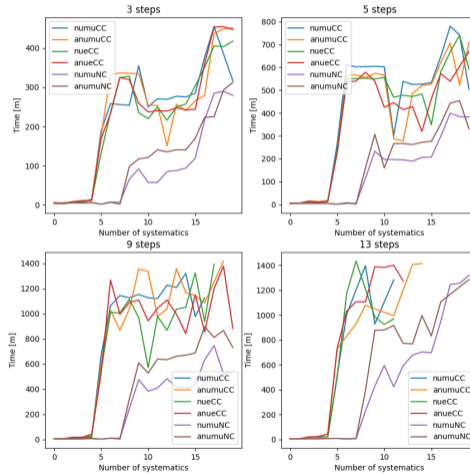 3 steps
Time [m]
400
300
200
100
0
0 5 10 15
Number of systematics
numuCC
anumuCC
nueCC
anueCC
numuNC
anumuNC
5 steps
Time [m]
800
700
600
500
400
300
200
100
0
0 5 10 15
Number of systematics
numuCC
anumuCC
nueCC
anueCC
numuNC
anumuNC
9 steps
Time [m]
1400
1200
1000
800
600
400
200
0
0 5 10 15
Number of systematics
numuCC
anumuCC
nueCC
anueCC
numuNC
anumuNC
13 steps
Time [m]
1400
1200
1000
800
600
400
200
0
0 5 10 15
Number of systematics
numuCC
anumuCC
nueCC
anueCC
numuNC
anumuNC